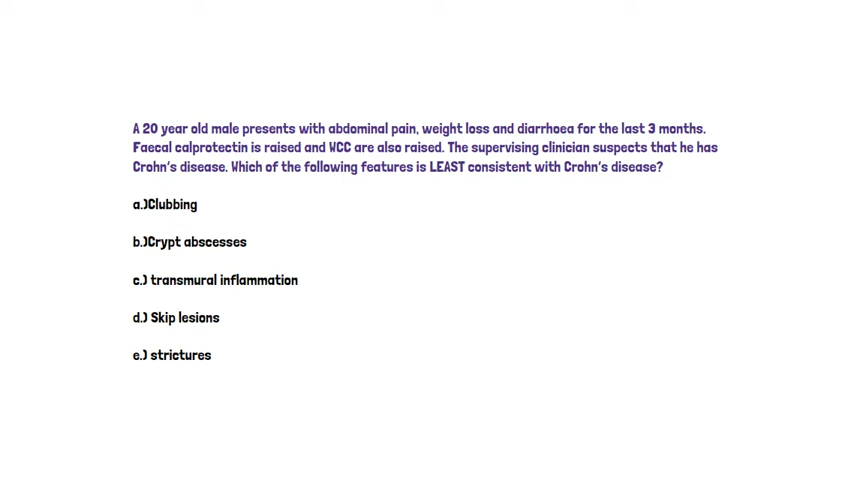 A 20 year old male presents with abdominal pain, weight loss and diarrhoea for the last 3 months.
Faecal calprotectin is raised and WCC are also raised. The supervising clinician suspects that he has
Crohn's disease. Which of the following features is LEAST consistent with Crohn's disease?
a.)Clubbing
b.)Crypt abscesses
c.) transmural inflammation
d.) Skip lesions
e.) strictures